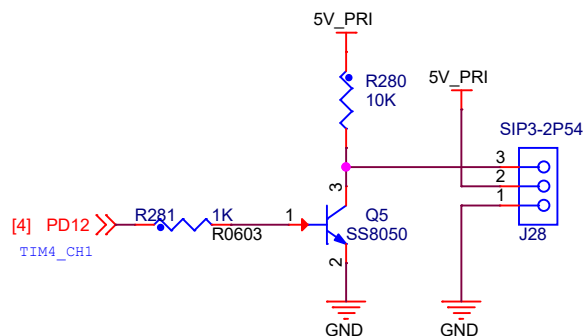 5V_PRI
R280
10K
5V_PRI
SIP3-2P54
3
2
1
J28
3
[4] PD12
R281
1K
1
Q5
R0603
SS8050
TIM4_CH1
2
GND
GND